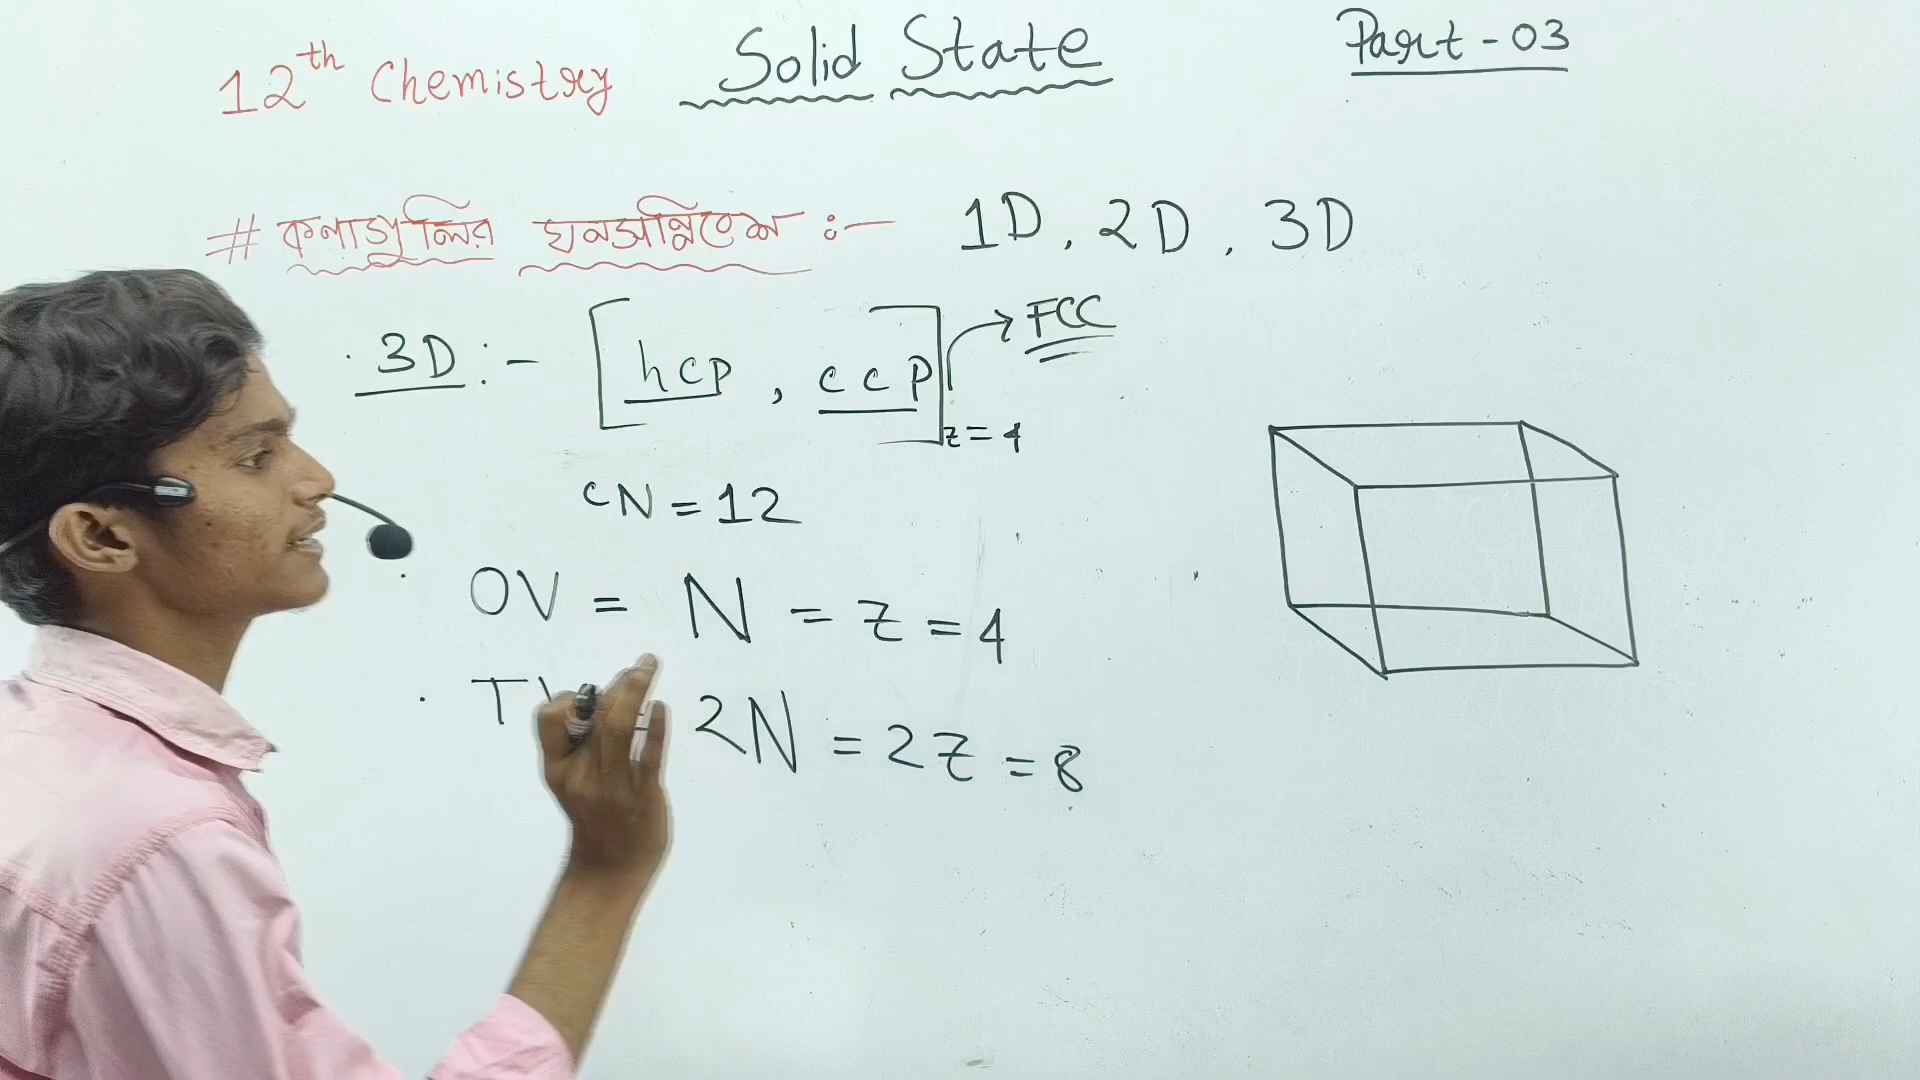 12th Chemistry Solid State Part-03
# কণাগুলির ঘনসন্নিবেশ :- 1D, 2D, 3D
3D :- [hcp, ccp] → FCC
z = 4
CN = 12
OV = N = z = 4
2N = 2z = 8